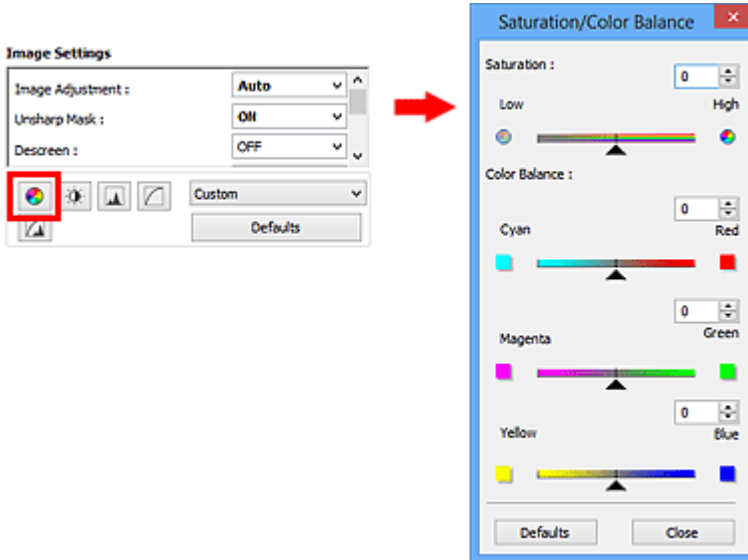 Image Settings
Image Adjustment : Auto
Unsharp Mask : ON
Descreen : OFF
Custom
Defaults
Saturation/Color Balance
Saturation : 0
Low High
Color Balance :
0
Cyan Red
0
Magenta Green
0
Yellow Blue
Defaults Close